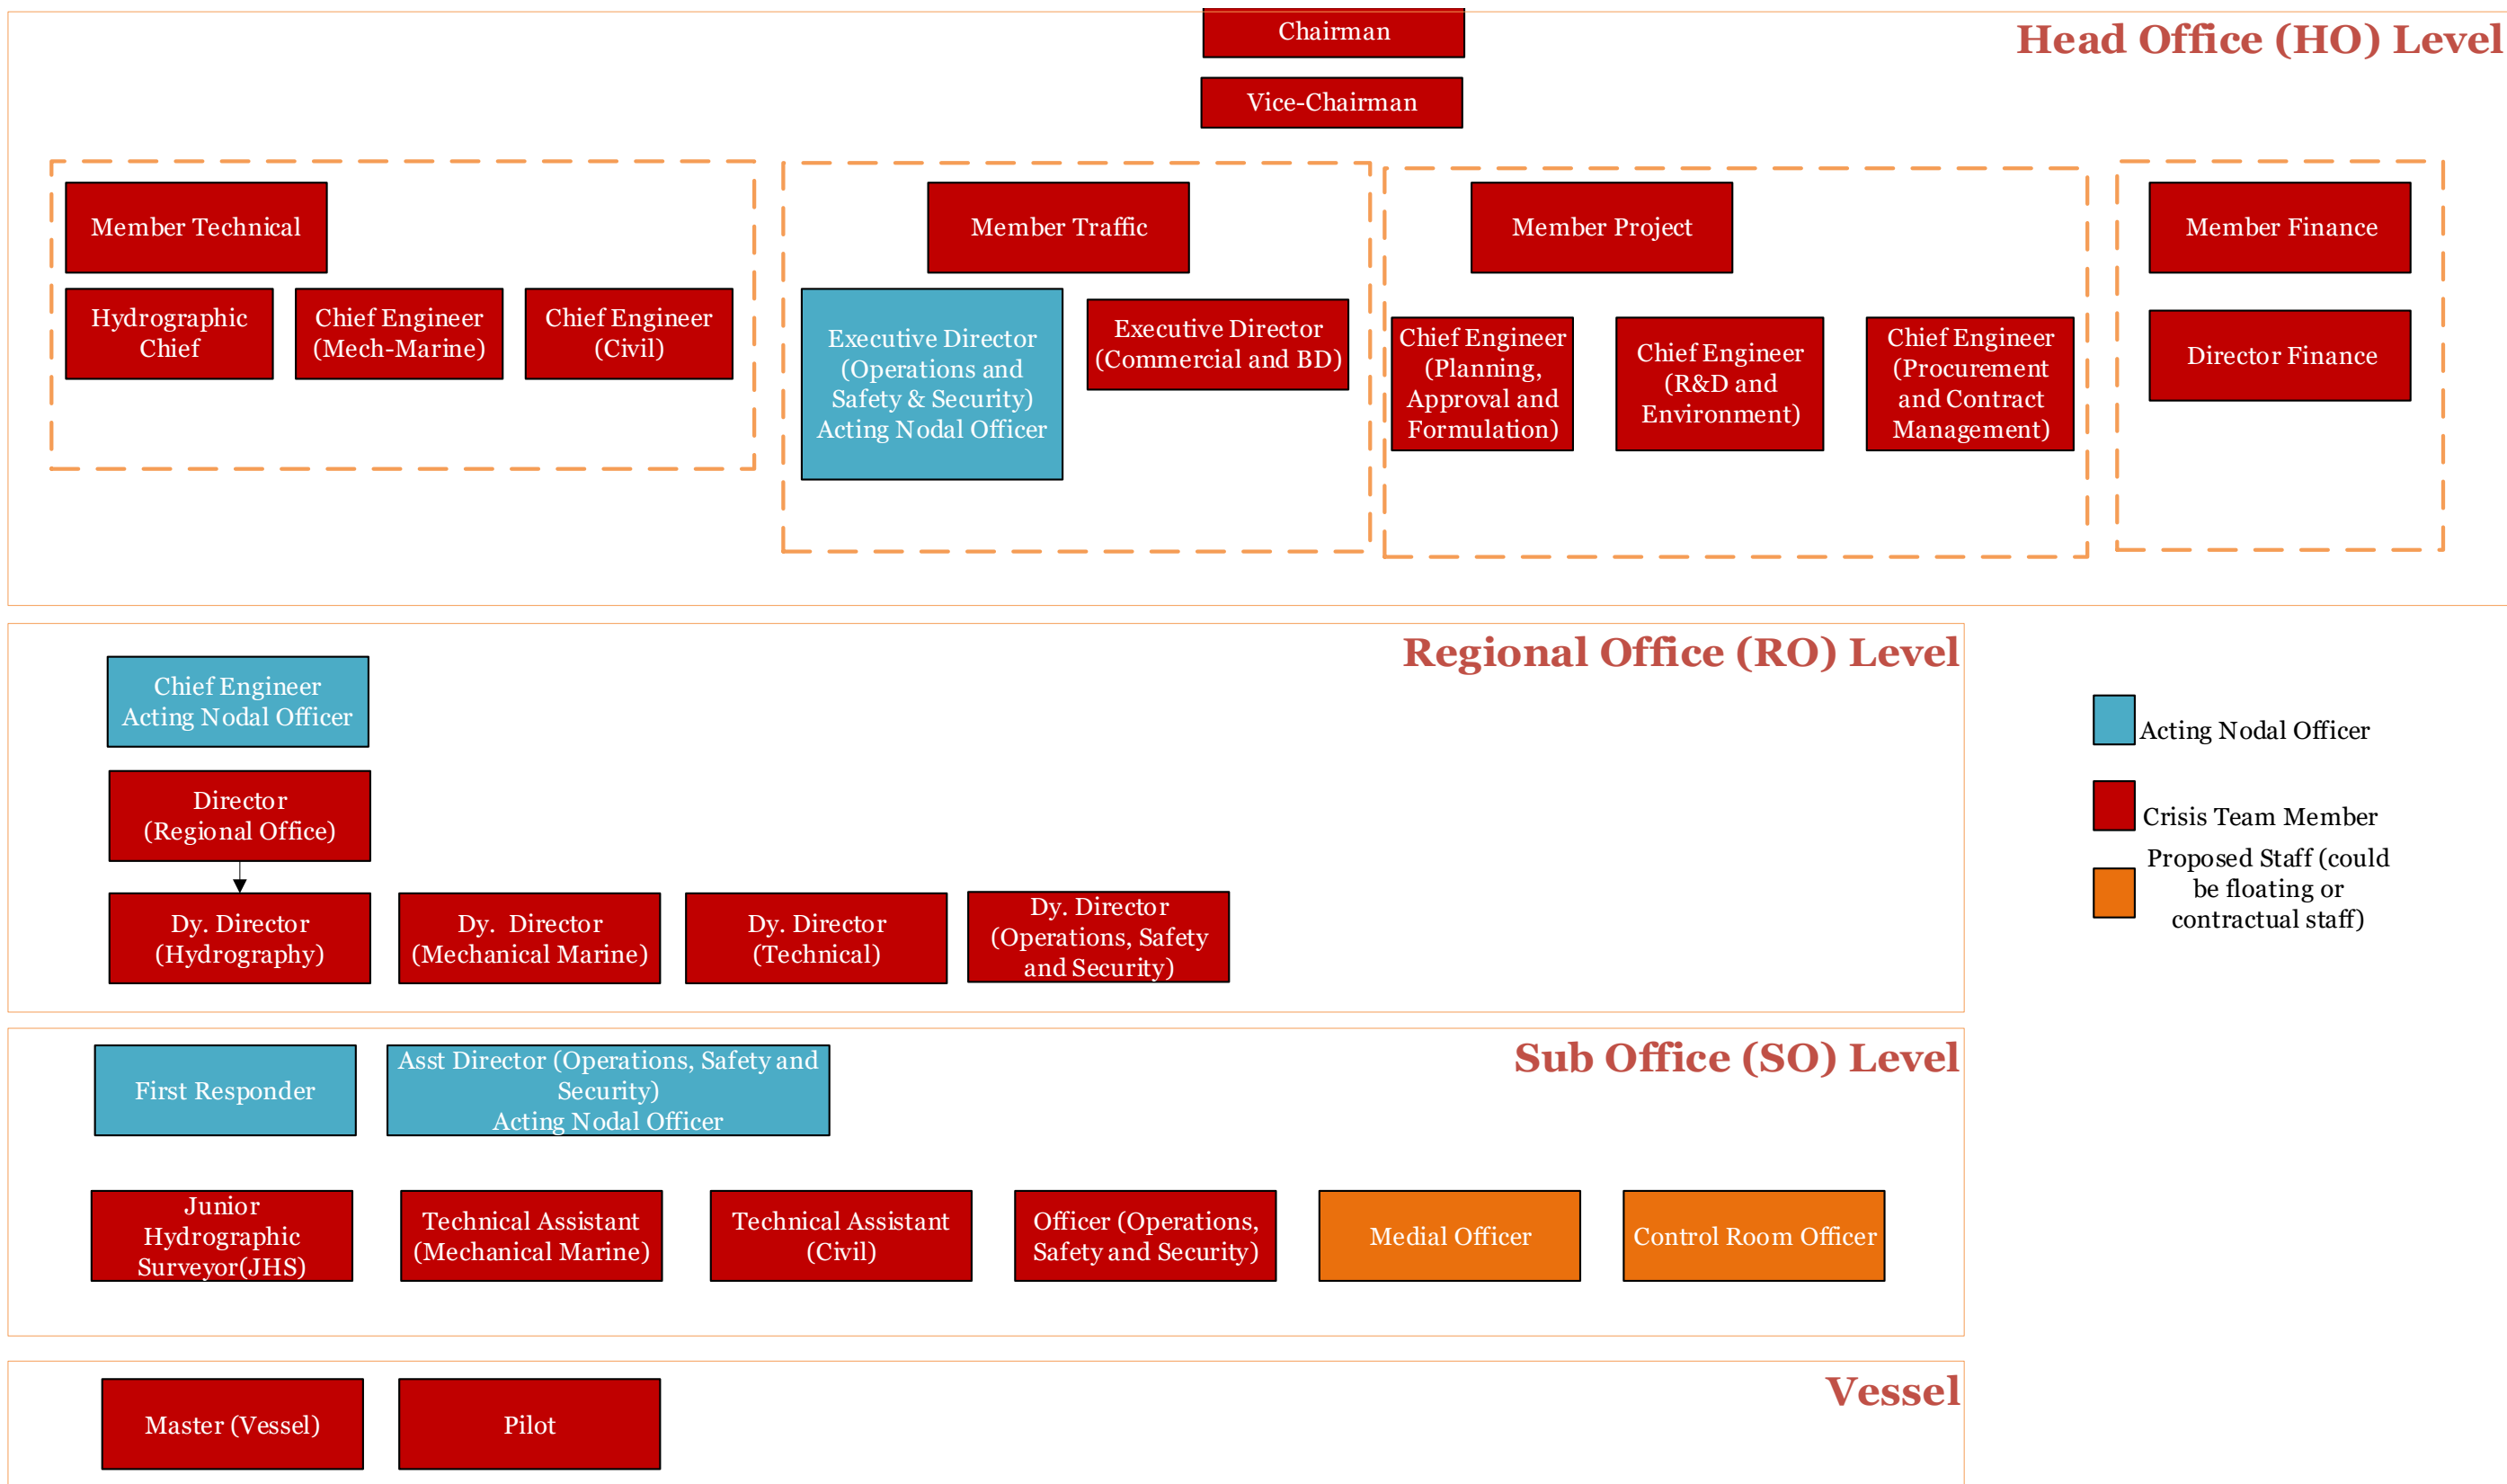 Chairman
Head Office (HO) Level
Vice-Chairman
Member Technical
Hydrographic
Chief
Chief Engineer
(Mech-Marine)
Chief Engineer
(Civil)
Member Traffic
Executive Director
(Operations and
Safety & Security)
Acting Nodal Officer
Executive Director
(Commercial and BD)
Member Project
Chief Engineer
(Planning,
Approval and
Formulation)
Chief Engineer
(R&D and
Environment)
Chief Engineer
(Procurement
and Contract
Management)
Member Finance
Director Finance
Regional Office (RO) Level
Chief Engineer
Acting Nodal Officer
Director
(Regional Office)
Dy. Director
(Hydrography)
Dy.  Director
(Mechanical Marine)
Dy. Director
(Technical)
Dy. Director
(Operations, Safety
and Security)
Acting Nodal Officer
Crisis Team Member
Proposed Staff (could
be floating or
contractual staff)
Sub Office (SO) Level
First Responder
Asst Director (Operations, Safety and
Security)
Acting Nodal Officer
Junior
Hydrographic
Surveyor(JHS)
Technical Assistant
(Mechanical Marine)
Technical Assistant
(Civil)
Officer (Operations,
Safety and Security)
Medial Officer
Control Room Officer
Vessel
Master (Vessel)
Pilot